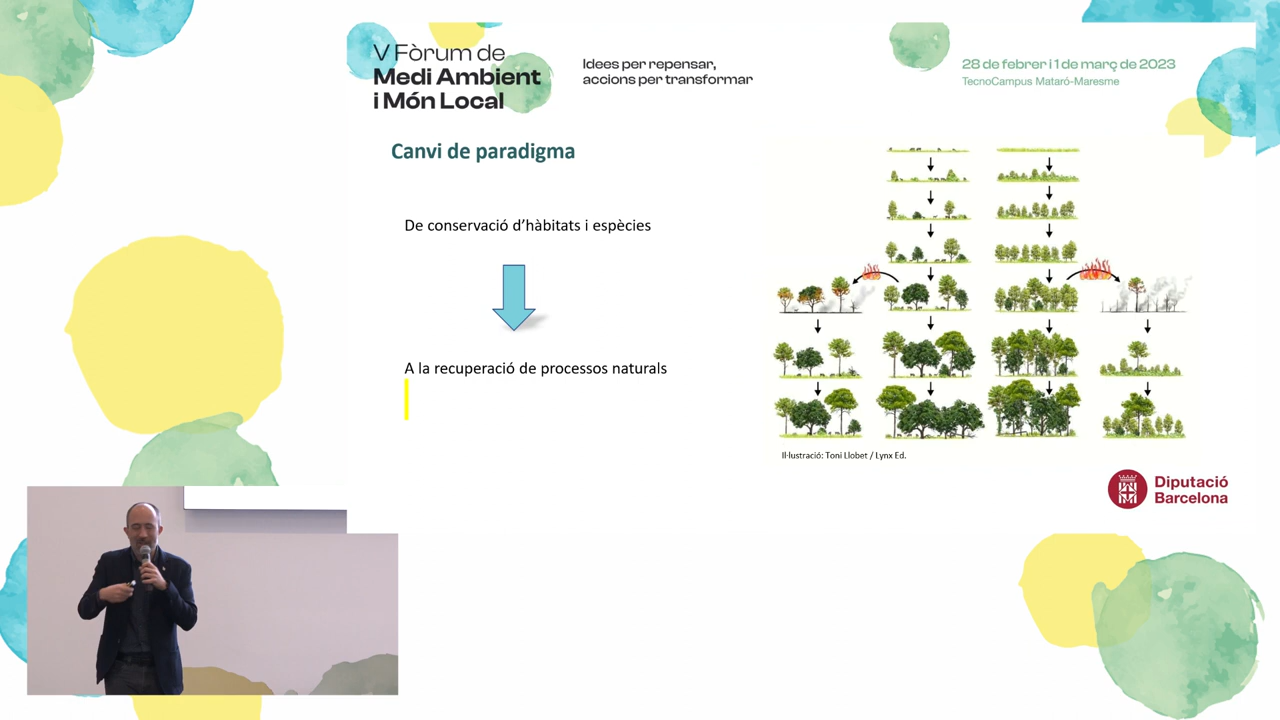 V Fòrum de
Medi Ambient
i Món Local
Idees per repensar,
accions per transformar
28 de febrer i 1 de març de 2023
TecnoCampus Mataró-Maresme
Canvi de paradigma
De conservació d'hàbitats i espècies
A la recuperació de processos naturals
Il·lustració: Toni Llobet / Lynx Ed.
Diputació
Barcelona